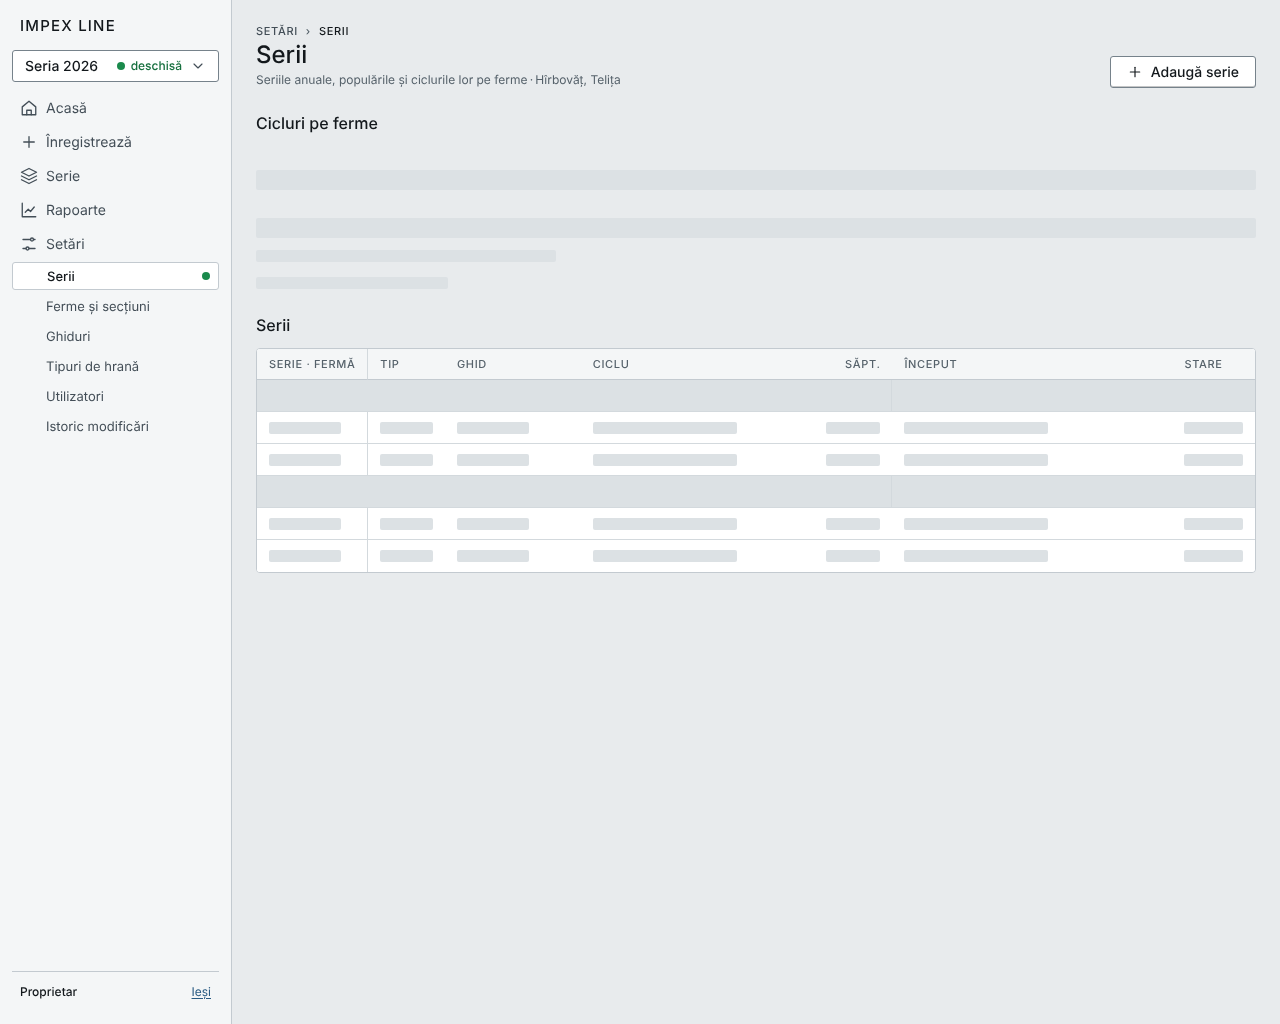 IMPEX LINE
Seria 2026 deschisă
Acasă
Înregistrează
Serie
Rapoarte
Setări
Serii
Ferme și secțiuni
Ghiduri
Tipuri de hrană
Utilizatori
Istoric modificări
Proprietar Ieși
SETĂRI › SERII
Serii
Seriile anuale, populările și ciclurile lor pe ferme · Hîrbovăț, Telița
Adaugă serie
Cicluri pe ferme
Serii
SERIE · FERMĂ TIP GHID CICLU SĂPT. ÎNCEPUT STARE